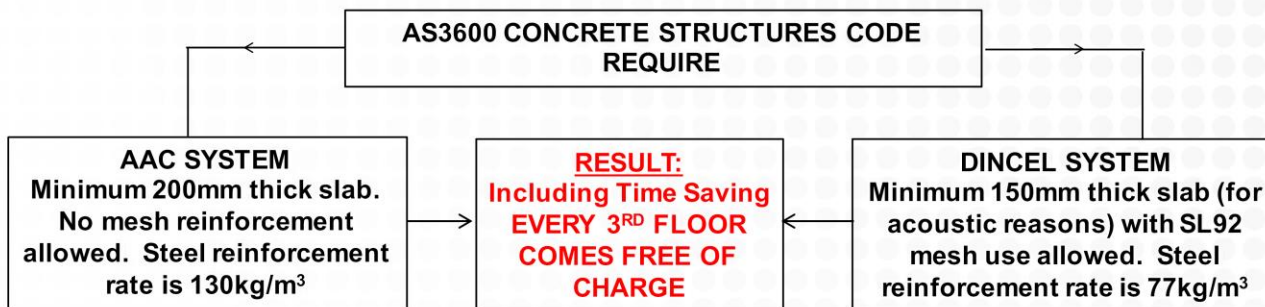 AS3600 CONCRETE STRUCTURES CODE
REQUIRE
AAC SYSTEM
Minimum 200mm thick slab.
No mesh reinforcement
allowed. Steel reinforcement
rate is 130kg/m³
RESULT:
Including Time Saving
EVERY 3ᴿᴰ FLOOR
COMES FREE OF
CHARGE
DINCEL SYSTEM
Minimum 150mm thick slab (for
acoustic reasons) with SL92
mesh use allowed. Steel
reinforcement rate is 77kg/m³